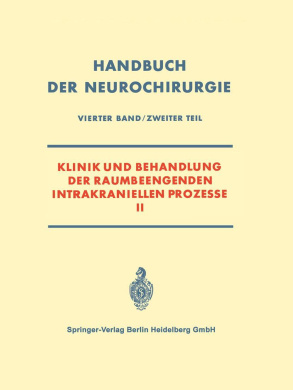 HANDBUCH
DER NEUROCHIRURGIE
VIERTER BAND/ZWEITER TEIL
KLINIK UND BEHANDLUNG
DER RAUMBEENGENDEN
INTRAKRANIELLEN PROZESSE
II
Springer-Verlag Berlin Heidelberg GmbH